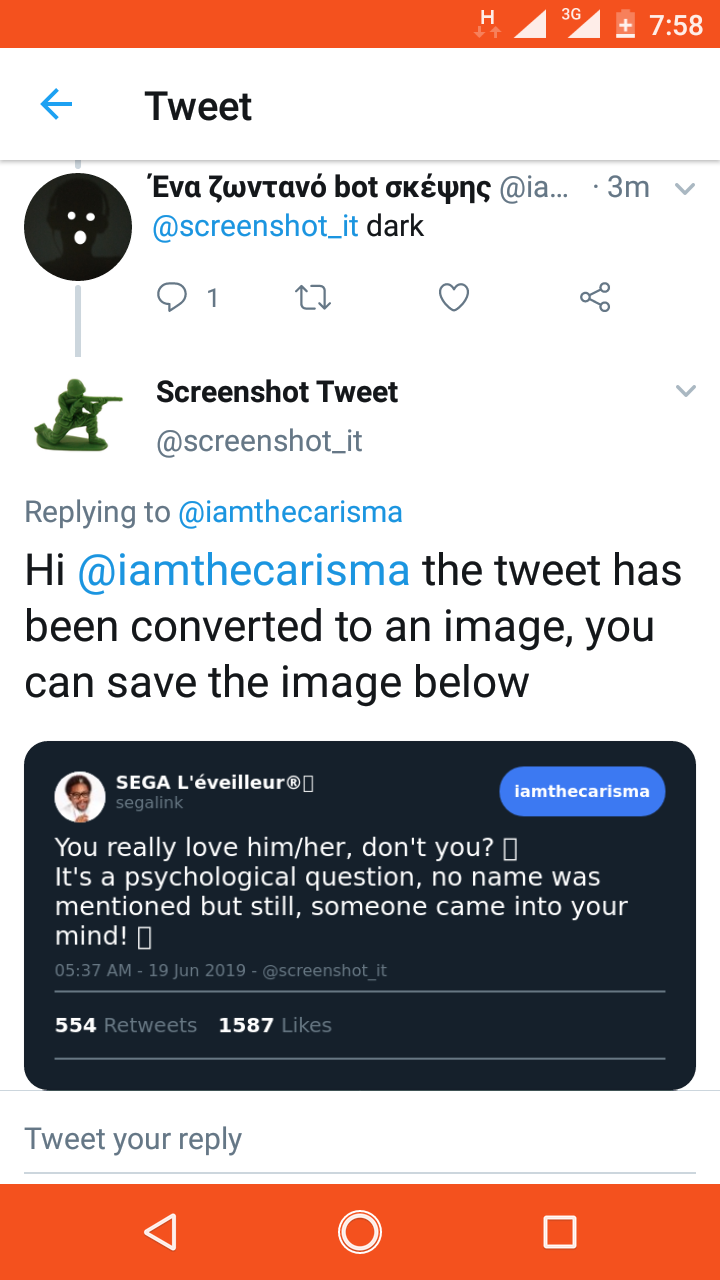 H 3G 7:58
Tweet
Ένα ζωντανό bot σκέψης @ia... · 3m
@screenshot_it dark
1
Screenshot Tweet
@screenshot_it
Replying to @iamthecarisma
Hi @iamthecarisma the tweet has
been converted to an image, you
can save the image below
SEGA L'éveilleur®▯
segalink
iamthecarisma
You really love him/her, don't you? ▯
It's a psychological question, no name was
mentioned but still, someone came into your
mind! ▯
05:37 AM - 19 Jun 2019 - @screenshot_it
554 Retweets 1587 Likes
Tweet your reply